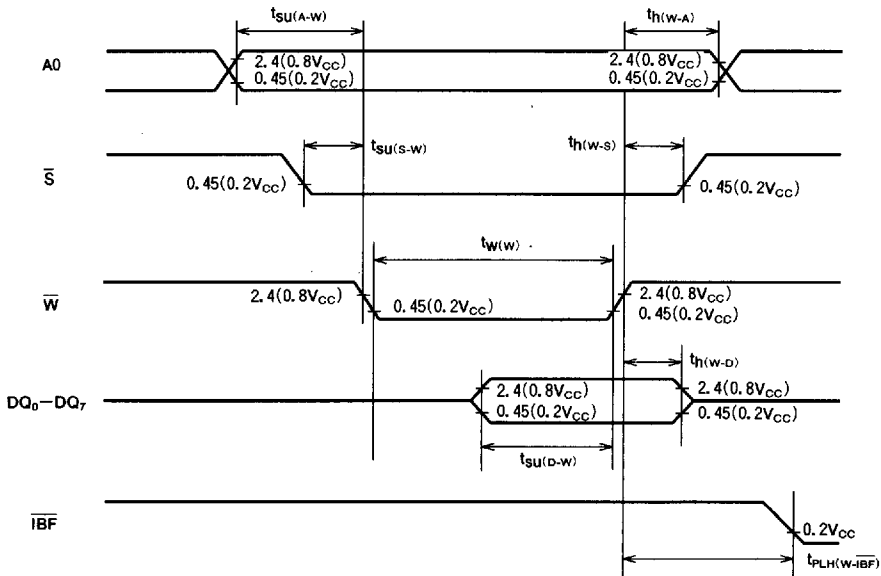 tsu(A-W)
th(W-A)
A0
2.4(0.8VCC)
0.45(0.2VCC)
2.4(0.8VCC)
0.45(0.2VCC)
tsu(S-W)
th(W-S)
S̅
0.45(0.2VCC)
0.45(0.2VCC)
tW(W)
W̅
2.4(0.8VCC)
0.45(0.2VCC)
2.4(0.8VCC)
0.45(0.2VCC)
th(W-D)
DQ0—DQ7
2.4(0.8VCC)
0.45(0.2VCC)
2.4(0.8VCC)
0.45(0.2VCC)
tsu(D-W)
I̅B̅F̅
0.2VCC
tPLH(W-I̅B̅F̅)